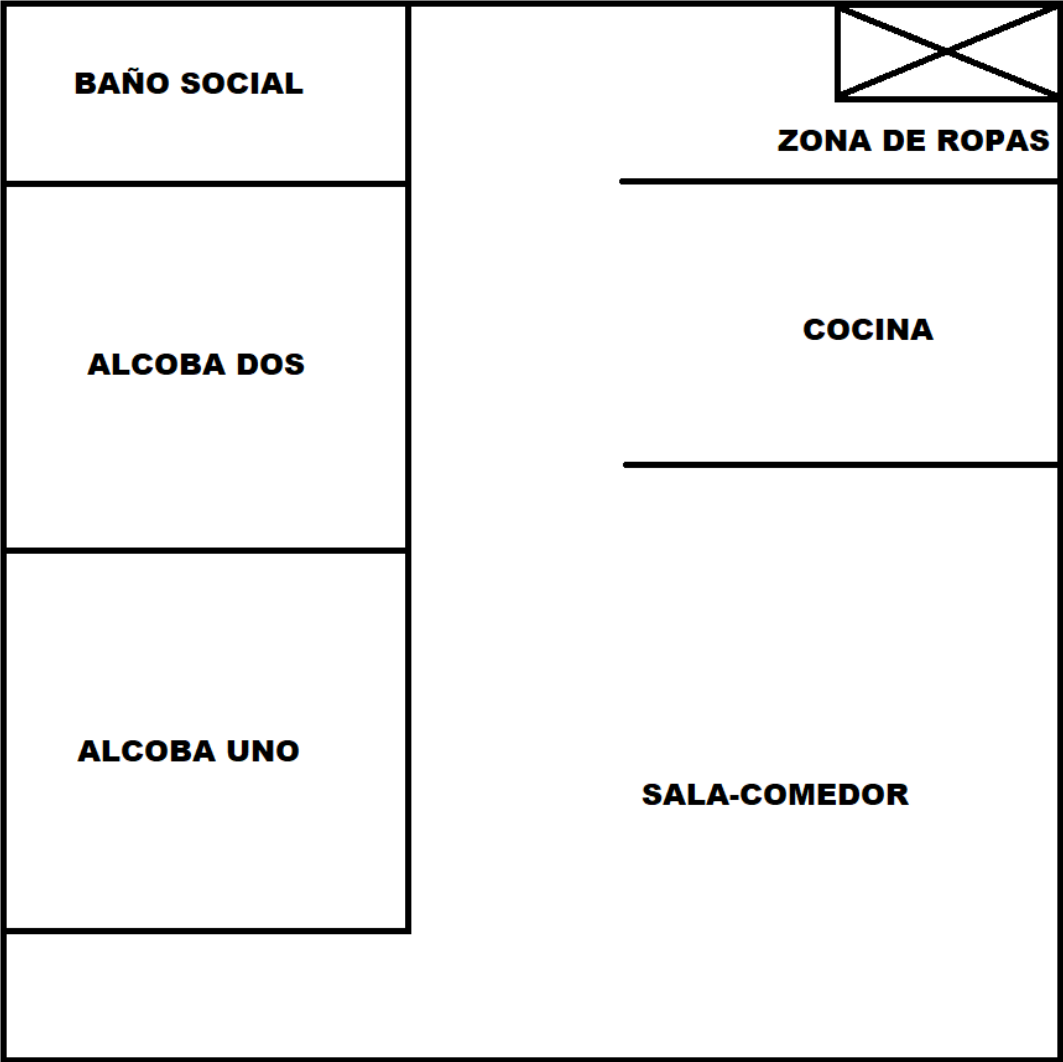 BAÑO SOCIAL
ZONA DE ROPAS
COCINA
ALCOBA DOS
ALCOBA UNO
SALA-COMEDOR